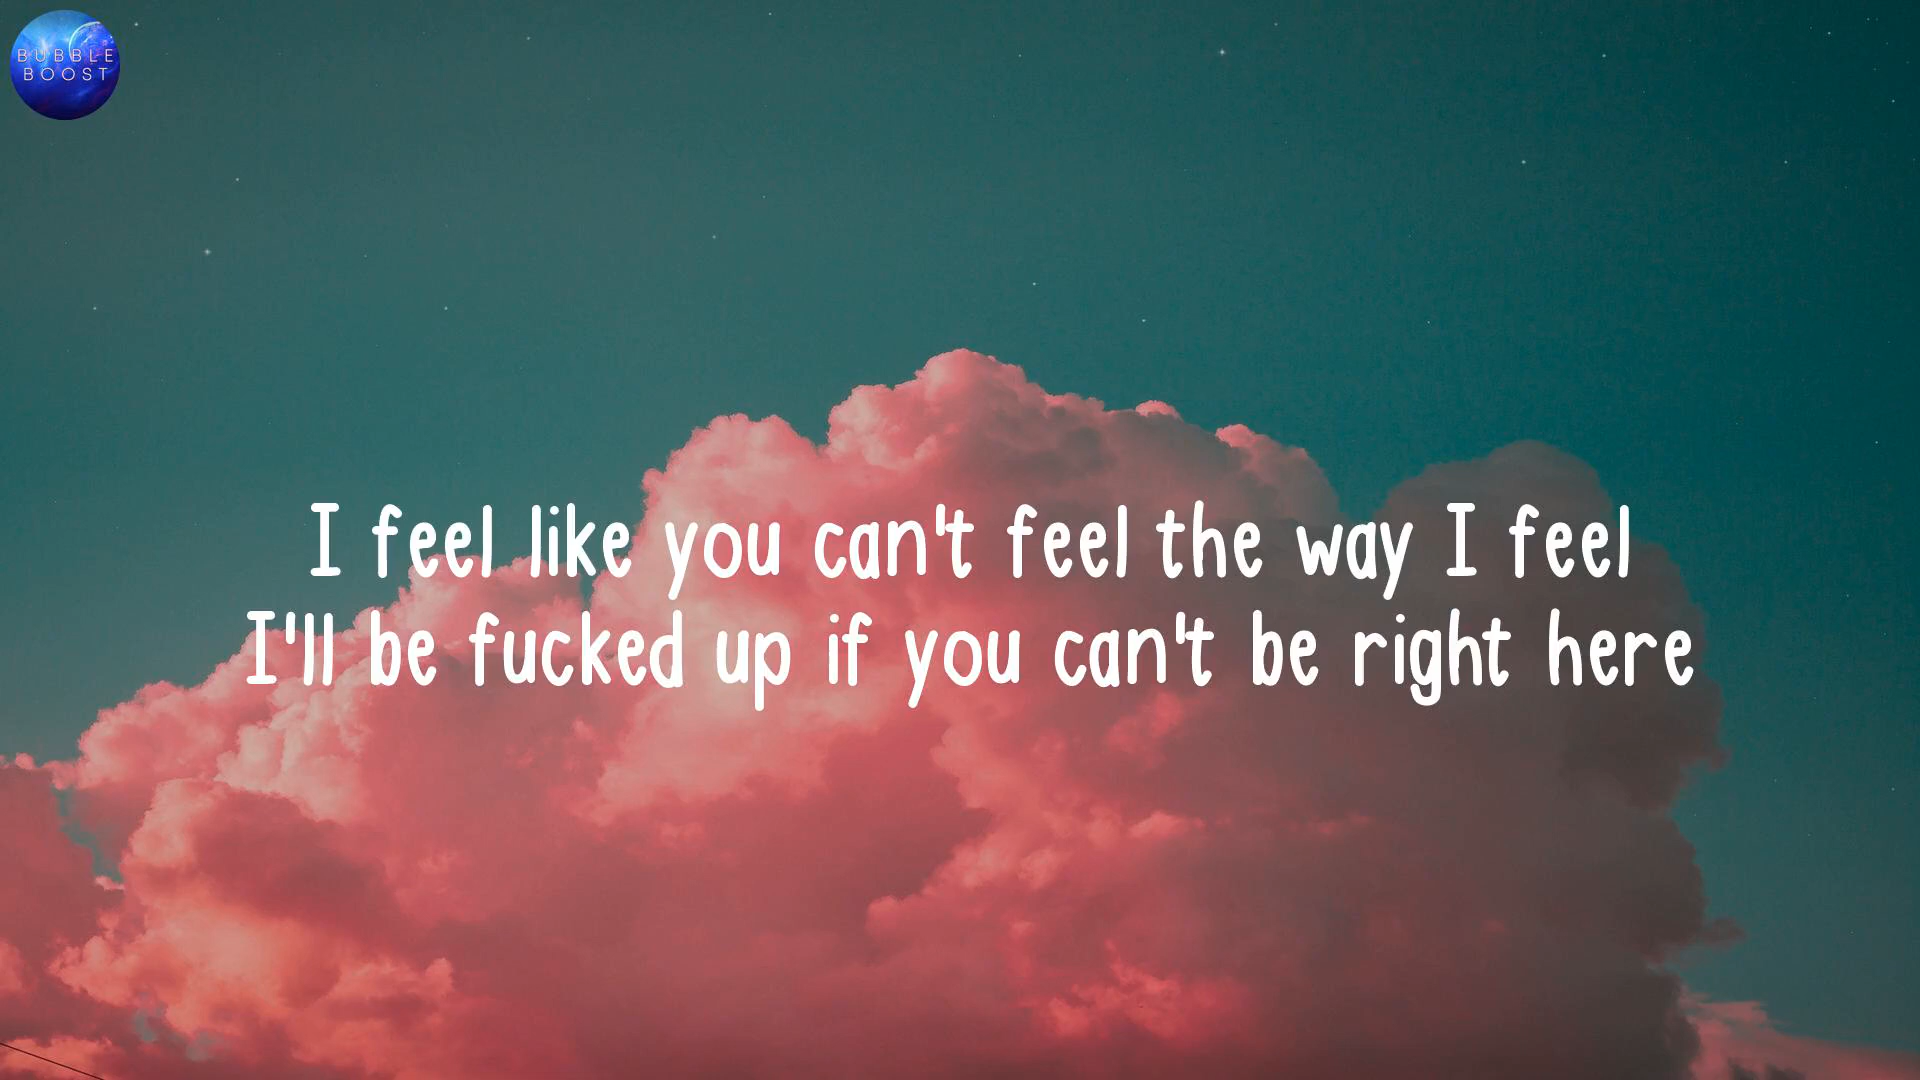 BUBBLE
BOOST
I feel like you can't feel the way I feel
I'll be fucked up if you can't be right here